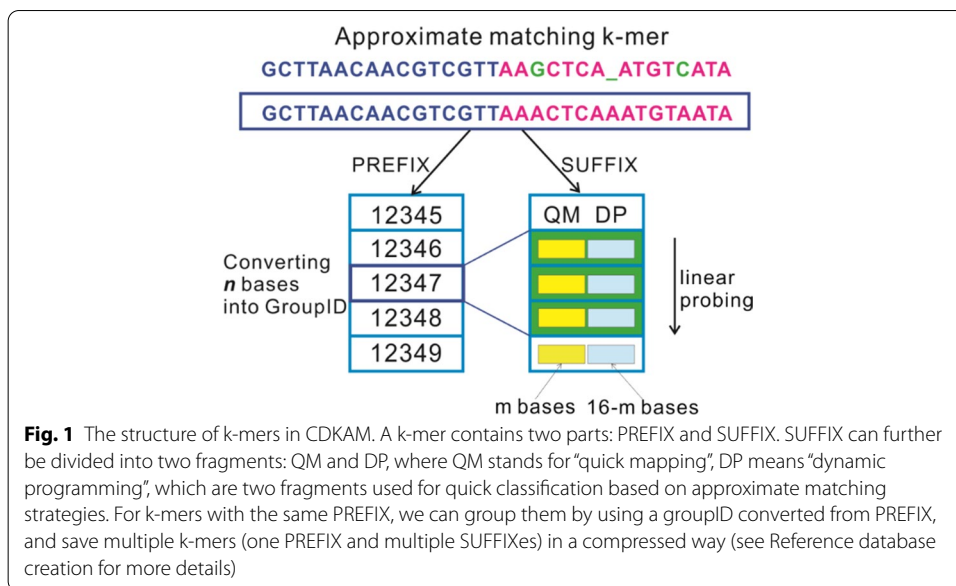 Approximate matching k-mer
GCTTAACAACGTCGTTAAGCTCA_ATGTCATA
GCTTAACAACGTCGTTAAACTCAAATGTAATA
PREFIX
SUFFIX
12345
12346
12347
12348
12349
Converting
n bases
into GroupID
QM DP
linear
probing
m bases 16-m bases
Fig. 1 The structure of k-mers in CDKAM. A k-mer contains two parts: PREFIX and SUFFIX. SUFFIX can further
be divided into two fragments: QM and DP, where QM stands for “quick mapping”, DP means “dynamic
programming”, which are two fragments used for quick classification based on approximate matching
strategies. For k-mers with the same PREFIX, we can group them by using a groupID converted from PREFIX,
and save multiple k-mers (one PREFIX and multiple SUFFIXes) in a compressed way (see Reference database
creation for more details)